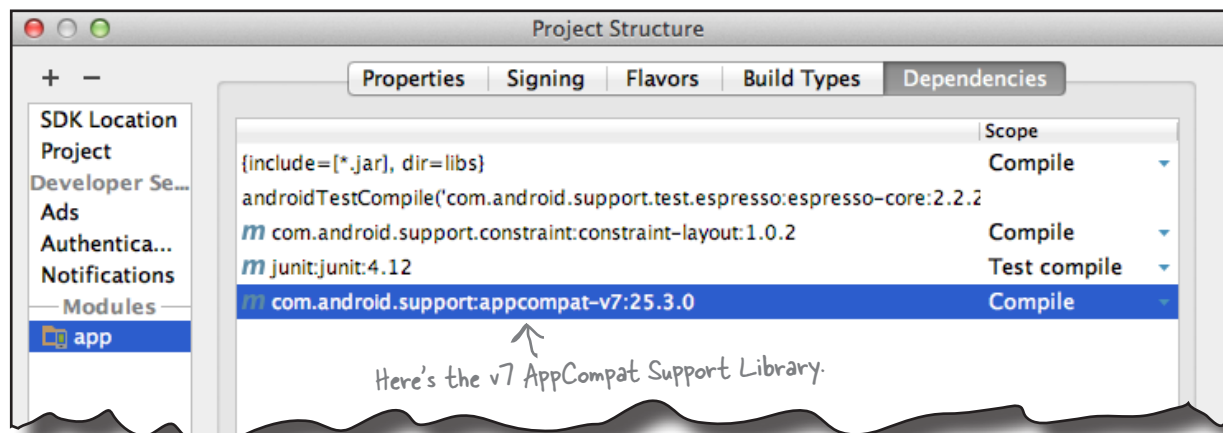 Project Structure
+ −
Properties Signing Flavors Build Types Dependencies
SDK Location
Project
Developer Se...
Ads
Authentica...
Notifications
Modules
app
Scope
{include=[*.jar], dir=libs} Compile
androidTestCompile('com.android.support.test.espresso:espresso-core:2.2.2
m com.android.support.constraint:constraint-layout:1.0.2 Compile
m junit:junit:4.12 Test compile
m com.android.support:appcompat-v7:25.3.0 Compile
Here's the v7 AppCompat Support Library.